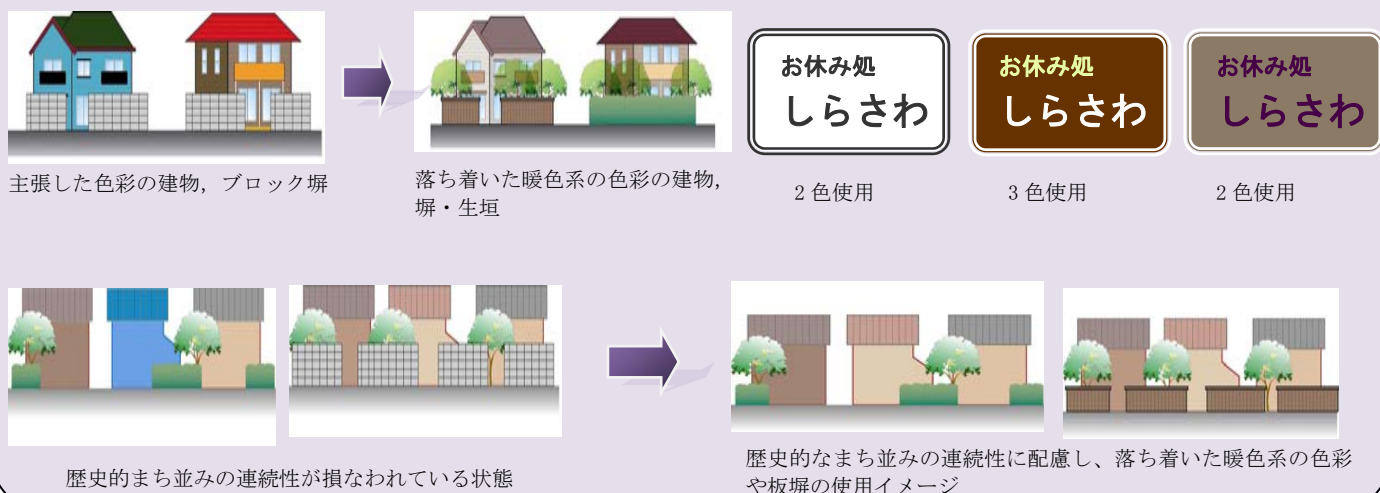 お休み処
しらさわ
お休み処
しらさわ
お休み処
しらさわ
主張した色彩の建物，ブロック塀
落ち着いた暖色系の色彩の建物，
塀・生垣
２色使用
３色使用
２色使用
歴史的まち並みの連続性が損なわれている状態
歴史的なまち並みの連続性に配慮し、落ち着いた暖色系の色彩
や板塀の使用イメージ